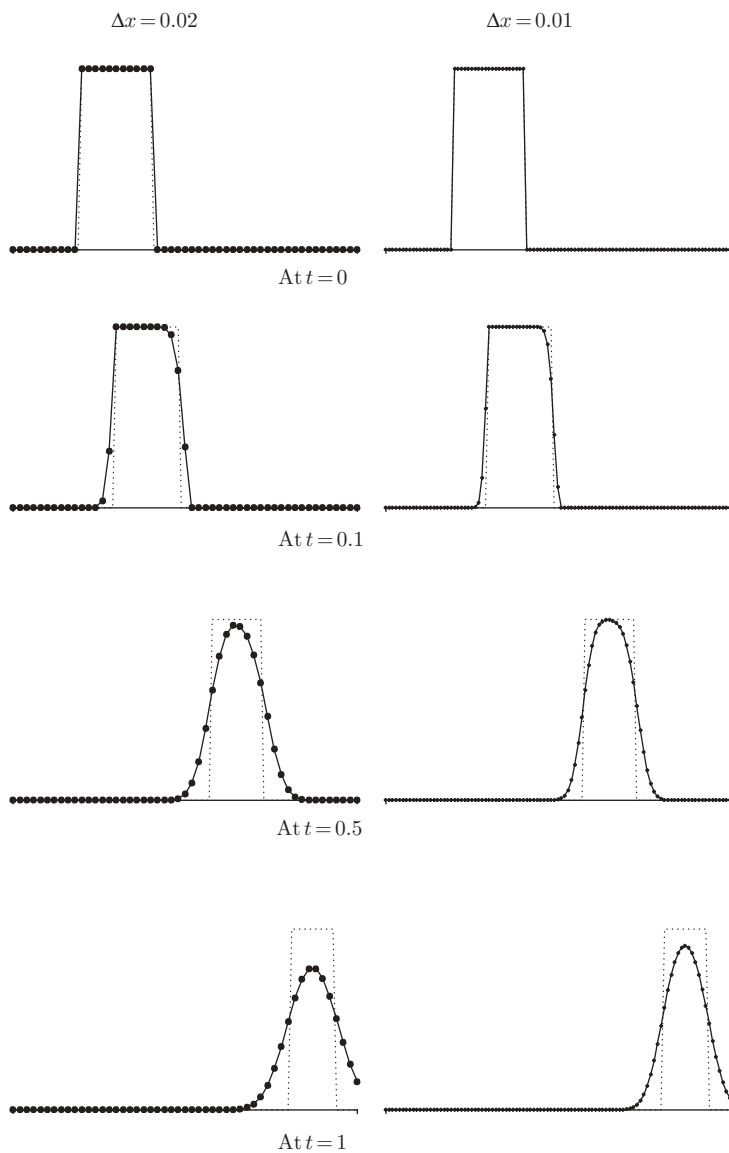 Δx = 0.02
Δx = 0.01
At t = 0
At t = 0.1
At t = 0.5
At t = 1